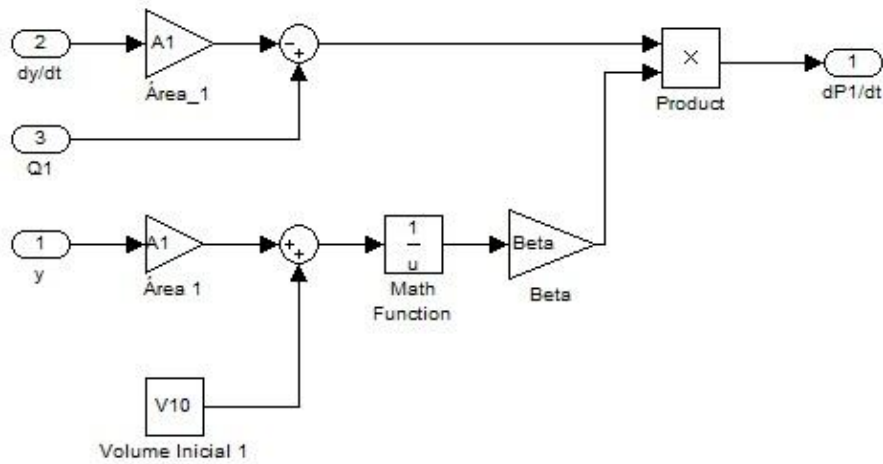 2
dy/dt
A1
Área_1
-
+
×
Product
1
dP1/dt
3
Q1
1
y
A1
Área 1
+
+
1
u
Math
Function
Beta
Beta
V10
Volume Inicial 1